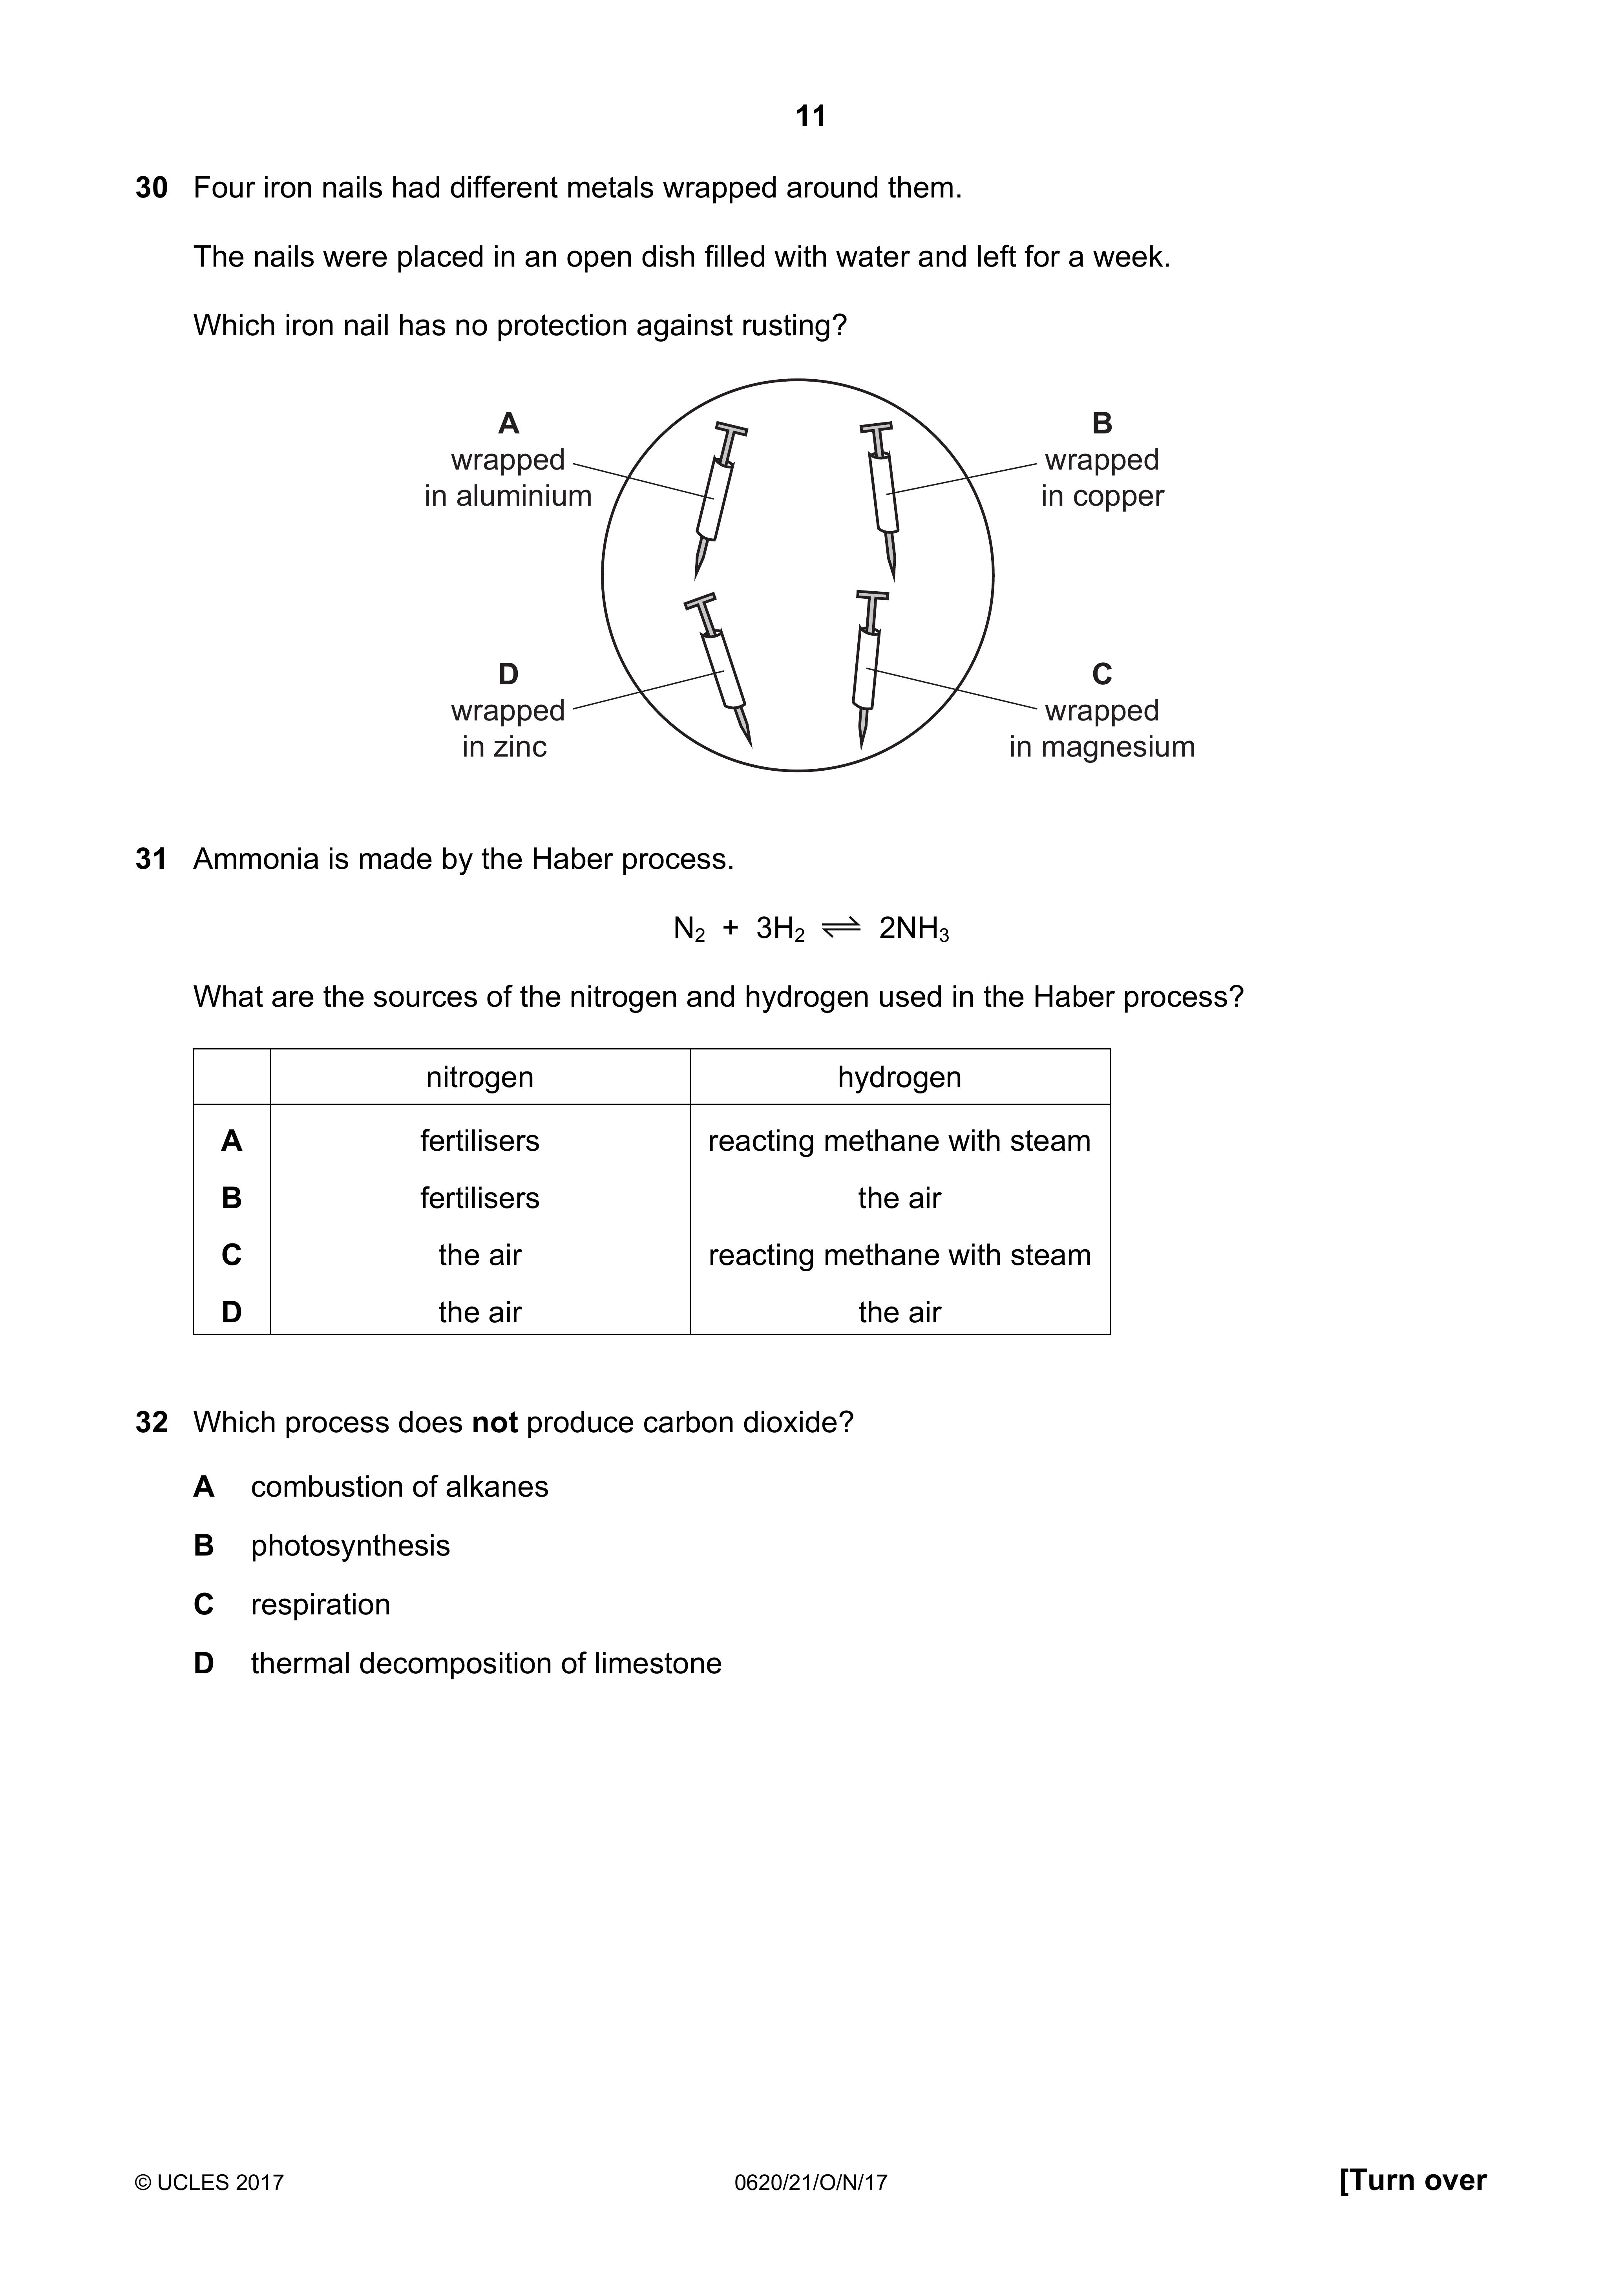 11
30 Four iron nails had different metals wrapped around them.
The nails were placed in an open dish filled with water and left for a week.
Which iron nail has no protection against rusting?
A
wrapped
in aluminium
B
wrapped
in copper
D
wrapped
in zinc
C
wrapped
in magnesium
31 Ammonia is made by the Haber process.
N₂ + 3H₂ ⇌ 2NH₃
What are the sources of the nitrogen and hydrogen used in the Haber process?
nitrogen hydrogen
A fertilisers reacting methane with steam
B fertilisers the air
C the air reacting methane with steam
D the air the air
32 Which process does not produce carbon dioxide?
A combustion of alkanes
B photosynthesis
C respiration
D thermal decomposition of limestone
© UCLES 2017 0620/21/O/N/17 [Turn over